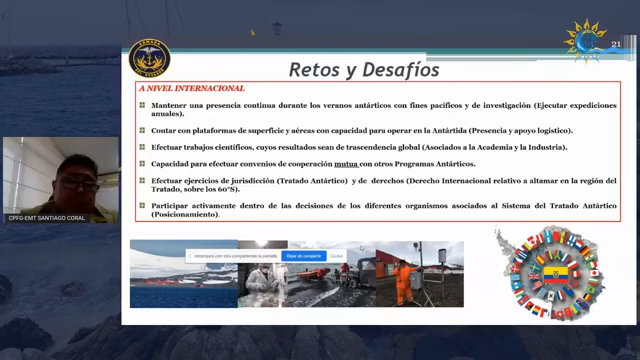 21
Retos y Desafíos
A NIVEL INTERNACIONAL
Mantener una presencia continua durante los veranos antárticos con fines pacíficos y de investigación (Ejecutar expediciones
anuales).
Contar con plataformas de superficie y aéreas con capacidad para operar en la Antártida (Presencia y apoyo logístico).
Efectuar trabajos científicos, cuyos resultados sean de trascendencia global (Asociados a la Academia y la Industria).
Capacidad para efectuar convenios de cooperación mutua con otros Programas Antárticos.
Efectuar ejercicios de jurisdicción (Tratado Antártico) y de derechos (Derecho Internacional relativo a altamar en la región del
Tratado, sobre los 60°S).
Participar activamente dentro de las decisiones de los diferentes organismos asociados al Sistema del Tratado Antártico
(Posicionamiento).
Dejar de compartir
Ocultar
CPFG-EMT SANTIAGO CORAL